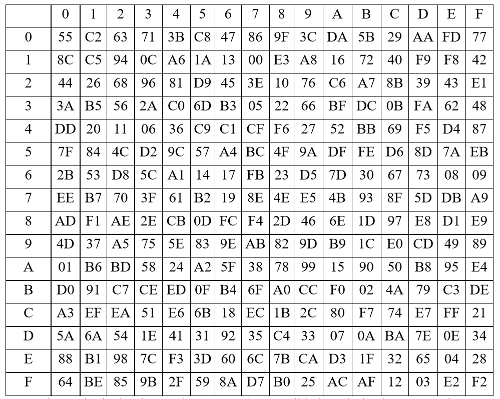 0 1 2 3 4 5 6 7 8 9 A B C D E F
0 55 C2 63 71 3B C8 47 86 9F 3C DA 5B 29 AA FD 77
1 8C C5 94 0C A6 1A 13 00 E3 A8 16 72 40 F9 F8 42
2 44 26 68 96 81 D9 45 3E 10 76 C6 A7 8B 39 43 E1
3 3A B5 56 2A C0 6D B3 05 22 66 BF DC 0B FA 62 48
4 DD 20 11 06 36 C9 C1 CF F6 27 52 BB 69 F5 D4 87
5 7F 84 4C D2 9C 57 A4 BC 4F 9A DF FE D6 8D 7A EB
6 2B 53 D8 5C A1 14 17 FB 23 D5 7D 30 67 73 08 09
7 EE B7 70 3F 61 B2 19 8E 4E E5 4B 93 8F 5D DB A9
8 AD F1 AE 2E CB 0D FC F4 2D 46 6E 1D 97 E8 D1 E9
9 4D 37 A5 75 5E 83 9E AB 82 9D B9 1C E0 CD 49 89
A 01 B6 BD 58 24 A2 5F 38 78 99 15 90 50 B8 95 E4
B D0 91 C7 CE ED 0F B4 6F A0 CC F0 02 4A 79 C3 DE
C A3 EF EA 51 E6 6B 18 EC 1B 2C 80 F7 74 E7 FF 21
D 5A 6A 54 1E 41 31 92 35 C4 33 07 0A BA 7E 0E 34
E 88 B1 98 7C F3 3D 60 6C 7B CA D3 1F 32 65 04 28
F 64 BE 85 9B 2F 59 8A D7 B0 25 AC AF 12 03 E2 F2